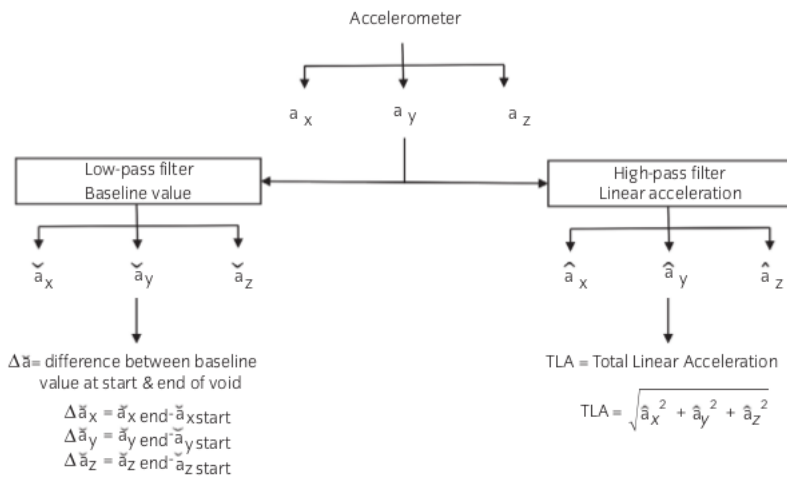 Accelerometer
a x a y a z
Low-pass filter
Baseline value
High-pass filter
Linear acceleration
ă x ă y ă z
â x â y â z
Δă= difference between baseline
value at start & end of void
Δă x = ă x end-ă x start
Δă y = ă y end-ă y start
Δă z = ă z end-ă z start
TLA = Total Linear Acceleration
TLA = √ â x ² + â y ² + â z ²